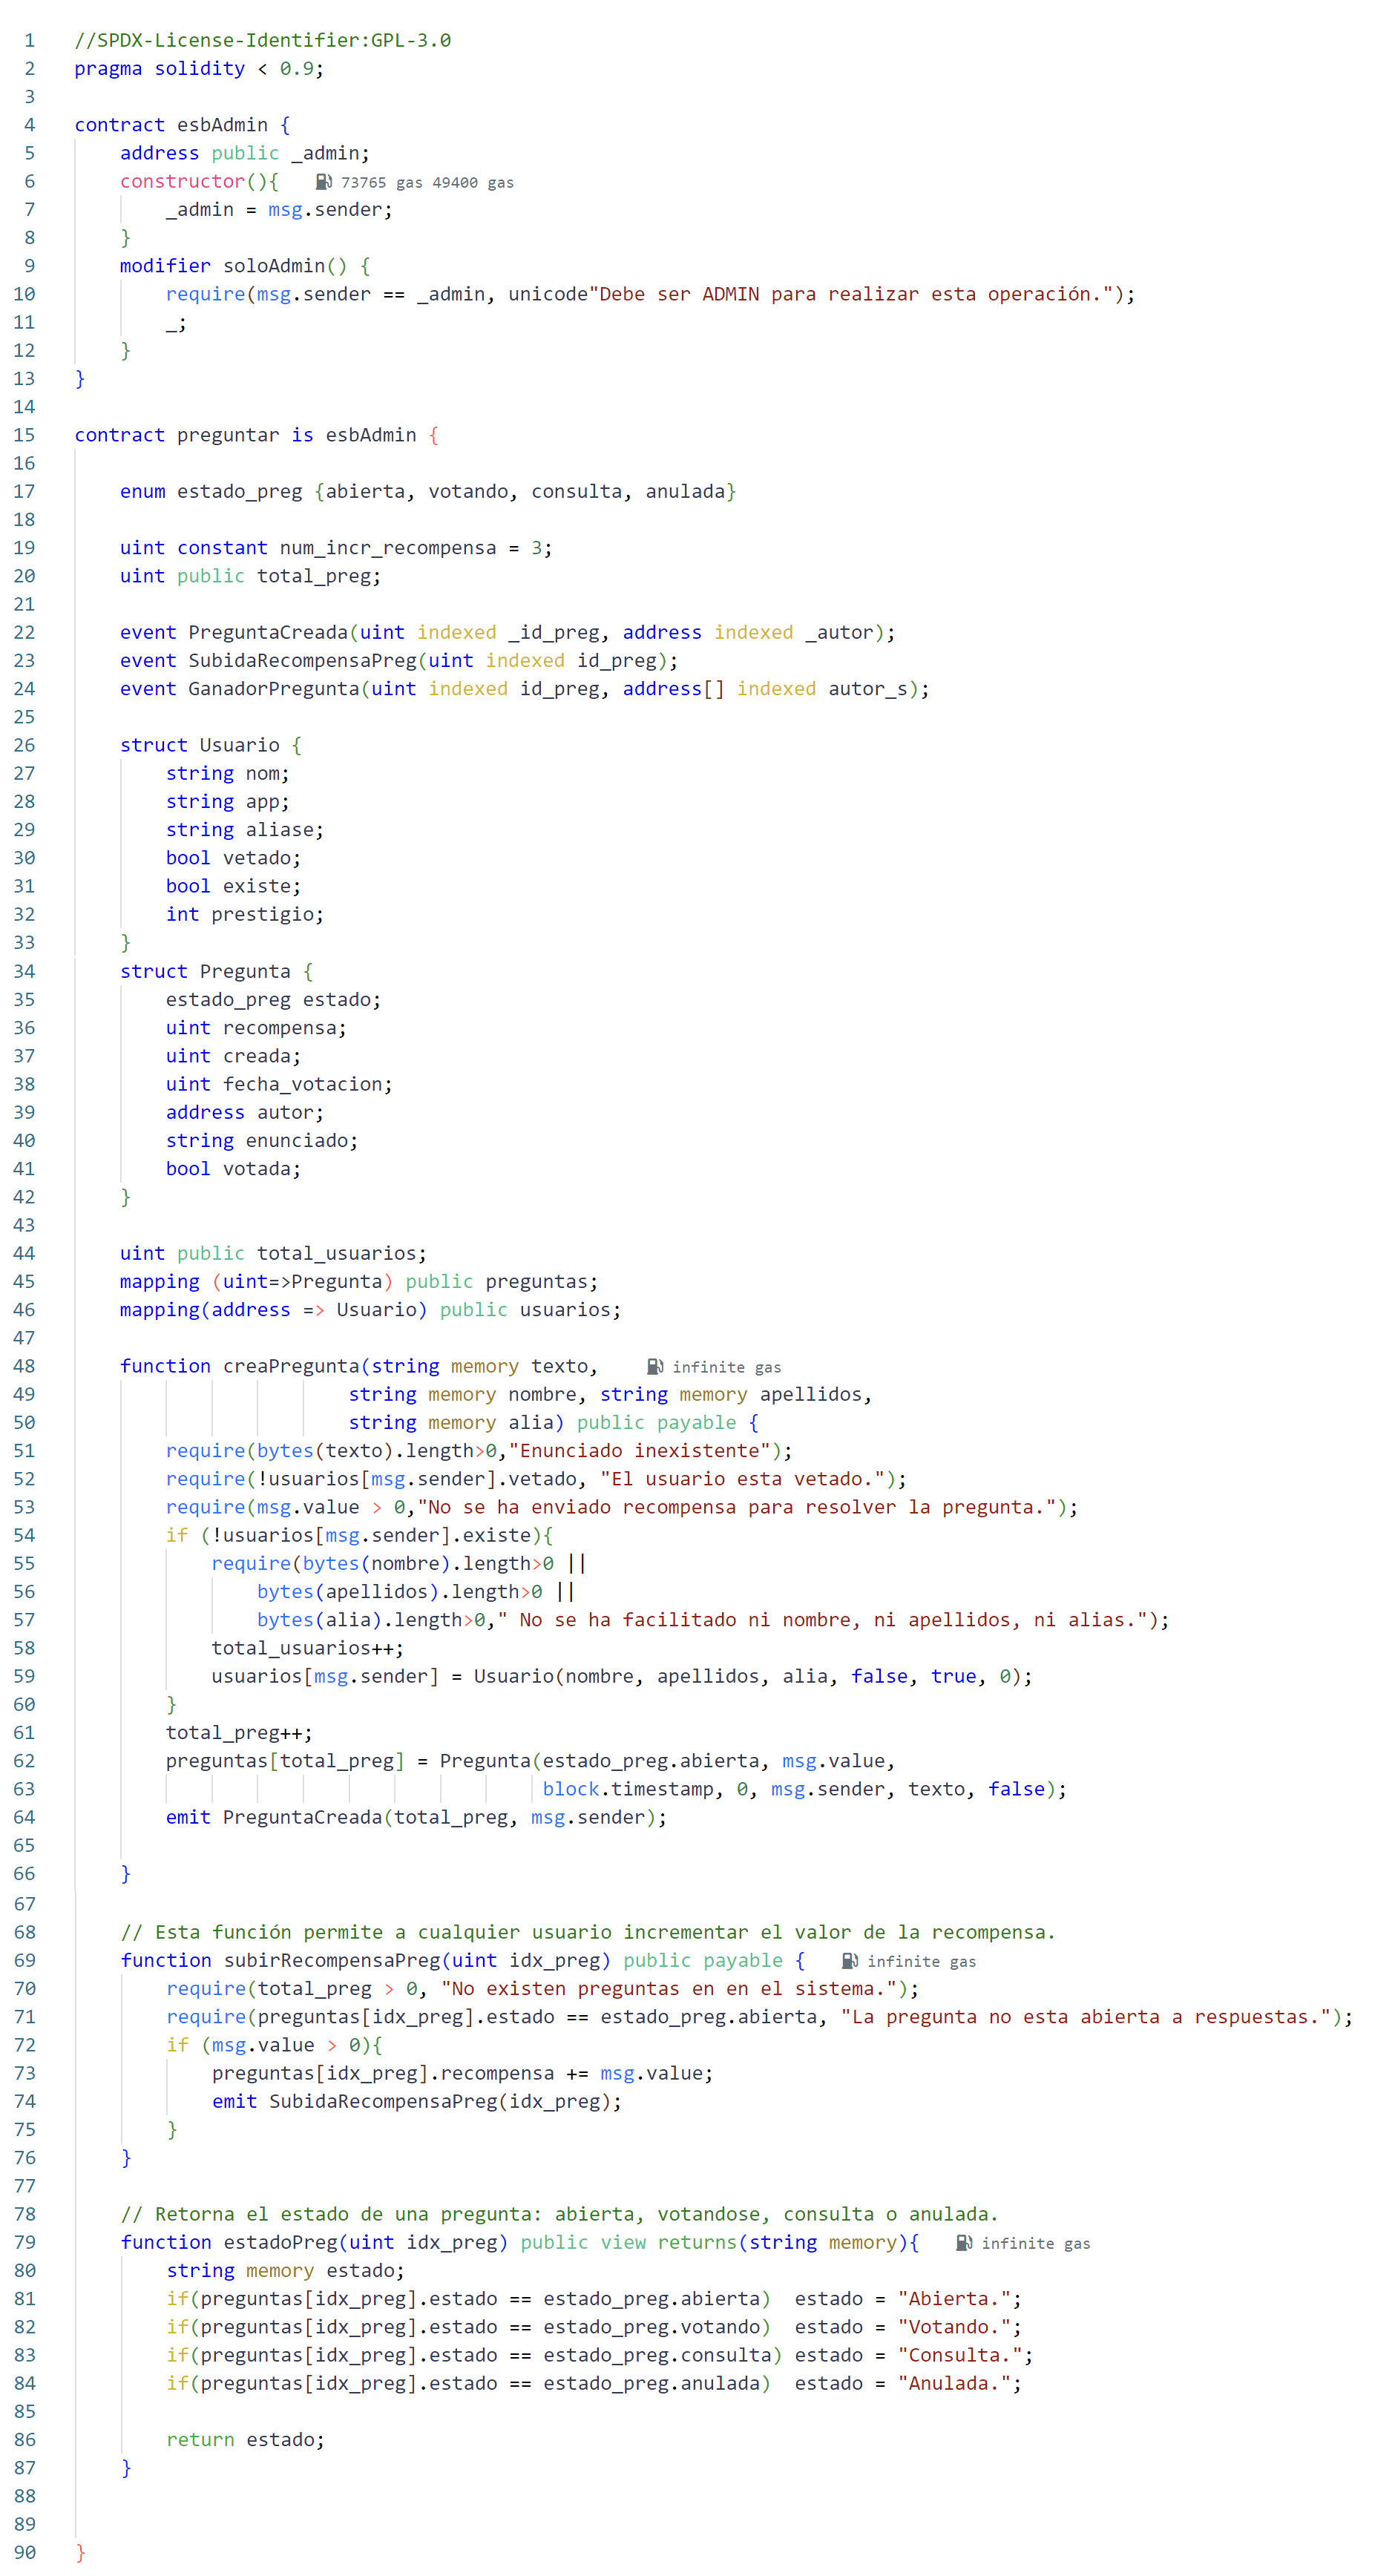 1 //SPDX-License-Identifier:GPL-3.0
2 pragma solidity < 0.9;
3
4 contract esbAdmin {
5     address public _admin;
6     constructor(){ 73765 gas 49400 gas
7         _admin = msg.sender;
8     }
9     modifier soloAdmin() {
10         require(msg.sender == _admin, unicode"Debe ser ADMIN para realizar esta operación.");
11         _;
12     }
13 }
14
15 contract preguntar is esbAdmin {
16
17     enum estado_preg {abierta, votando, consulta, anulada}
18
19     uint constant num_incr_recompensa = 3;
20     uint public total_preg;
21
22     event PreguntaCreada(uint indexed _id_preg, address indexed _autor);
23     event SubidaRecompensaPreg(uint indexed id_preg);
24     event GanadorPregunta(uint indexed id_preg, address[] indexed autor_s);
25
26     struct Usuario {
27         string nom;
28         string app;
29         string aliase;
30         bool vetado;
31         bool existe;
32         int prestigio;
33     }
34     struct Pregunta {
35         estado_preg estado;
36         uint recompensa;
37         uint creada;
38         uint fecha_votacion;
39         address autor;
40         string enunciado;
41         bool votada;
42     }
43
44     uint public total_usuarios;
45     mapping (uint=>Pregunta) public preguntas;
46     mapping(address => Usuario) public usuarios;
47
48     function creaPregunta(string memory texto, infinite gas
49                         string memory nombre, string memory apellidos,
50                         string memory alia) public payable {
51         require(bytes(texto).length>0,"Enunciado inexistente");
52         require(!usuarios[msg.sender].vetado, "El usuario esta vetado.");
53         require(msg.value > 0,"No se ha enviado recompensa para resolver la pregunta.");
54         if (!usuarios[msg.sender].existe){
55             require(bytes(nombre).length>0 ||
56                 bytes(apellidos).length>0 ||
57                 bytes(alia).length>0," No se ha facilitado ni nombre, ni apellidos, ni alias.");
58             total_usuarios++;
59             usuarios[msg.sender] = Usuario(nombre, apellidos, alia, false, true, 0);
60         }
61         total_preg++;
62         preguntas[total_preg] = Pregunta(estado_preg.abierta, msg.value,
63                                          block.timestamp, 0, msg.sender, texto, false);
64         emit PreguntaCreada(total_preg, msg.sender);
65
66     }
67
68     // Esta función permite a cualquier usuario incrementar el valor de la recompensa.
69     function subirRecompensaPreg(uint idx_preg) public payable { infinite gas
70         require(total_preg > 0, "No existen preguntas en en el sistema.");
71         require(preguntas[idx_preg].estado == estado_preg.abierta, "La pregunta no esta abierta a respuestas.");
72         if (msg.value > 0){
73             preguntas[idx_preg].recompensa += msg.value;
74             emit SubidaRecompensaPreg(idx_preg);
75         }
76     }
77
78     // Retorna el estado de una pregunta: abierta, votandose, consulta o anulada.
79     function estadoPreg(uint idx_preg) public view returns(string memory){ infinite gas
80         string memory estado;
81         if(preguntas[idx_preg].estado == estado_preg.abierta)  estado = "Abierta.";
82         if(preguntas[idx_preg].estado == estado_preg.votando)  estado = "Votando.";
83         if(preguntas[idx_preg].estado == estado_preg.consulta) estado = "Consulta.";
84         if(preguntas[idx_preg].estado == estado_preg.anulada)  estado = "Anulada.";
85
86         return estado;
87     }
88
89
90 }